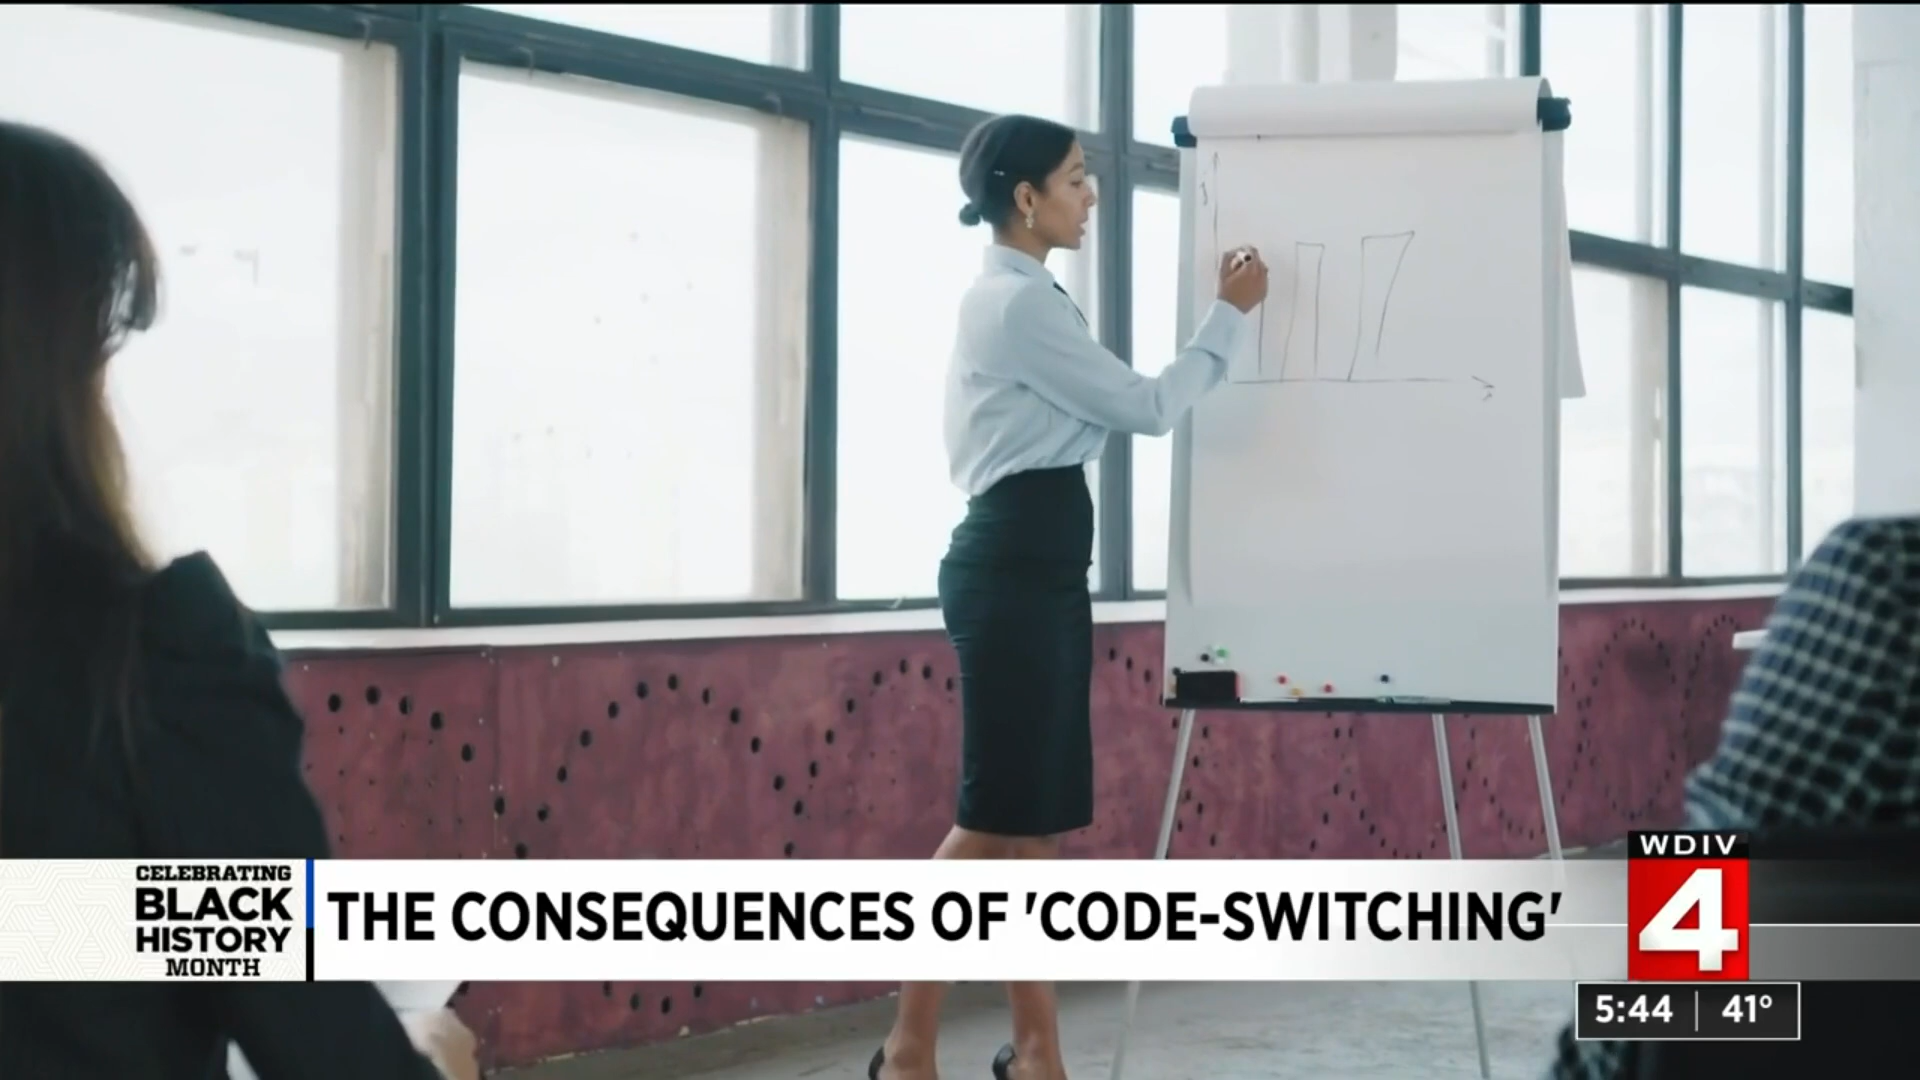 CELEBRATING
BLACK
HISTORY
MONTH
THE CONSEQUENCES OF 'CODE-SWITCHING'
WDIV
4
5:44 41°